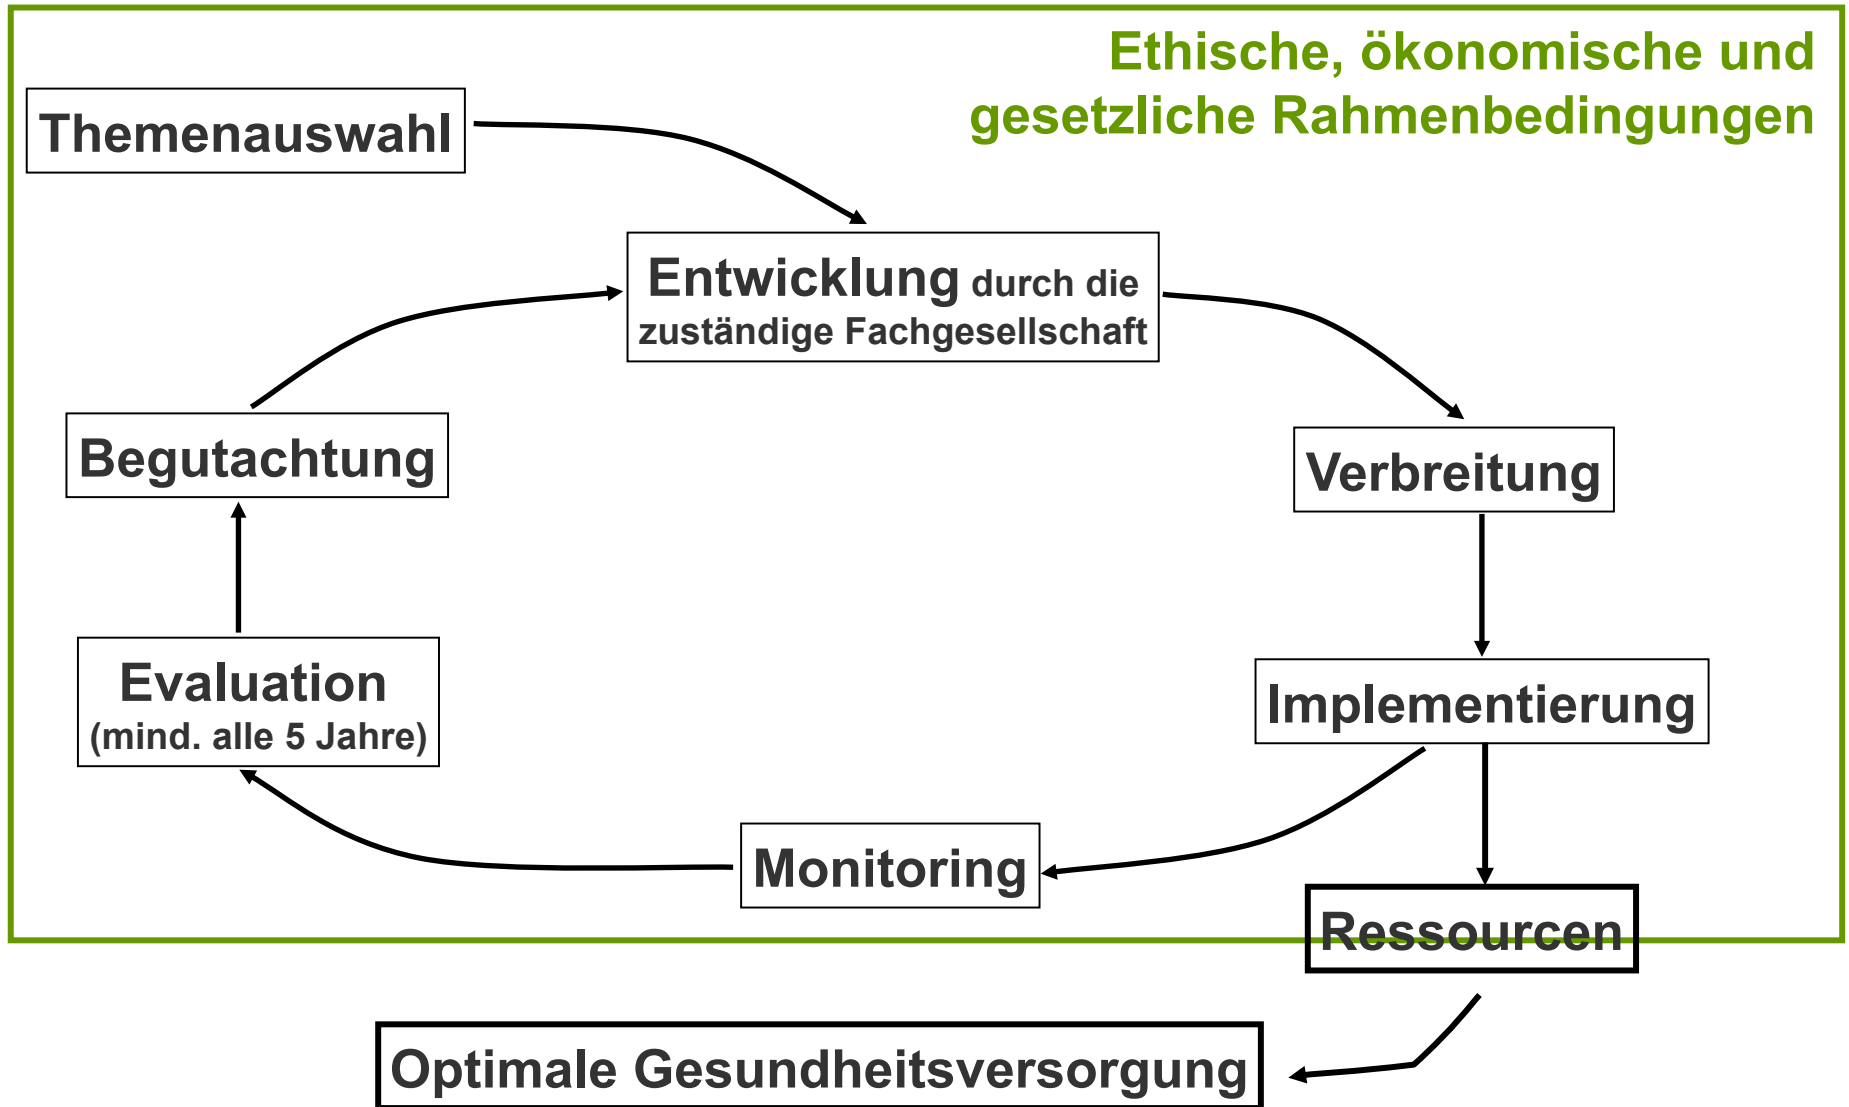 Ethische, ökonomische und
gesetzliche Rahmenbedingungen
Themenauswahl
Entwicklung durch die
zuständige Fachgesellschaft
Begutachtung
Verbreitung
Evaluation
(mind. alle 5 Jahre)
Implementierung
Monitoring
Ressourcen
Optimale Gesundheitsversorgung